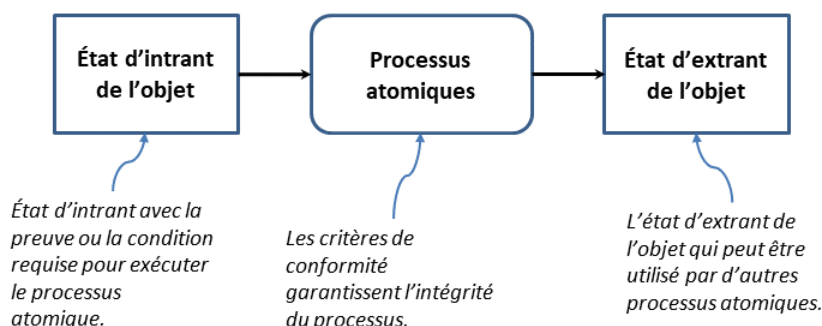 État d’intrant
de l’objet
Processus
atomiques
État d’extrant
de l’objet
État d’intrant avec la
preuve ou la condition
requise pour exécuter
le processus
atomique.
Les critères de
conformité
garantissent l’intégrité
du processus.
L’état d’extrant de
l’objet qui peut être
utilisé par d’autres
processus atomiques.